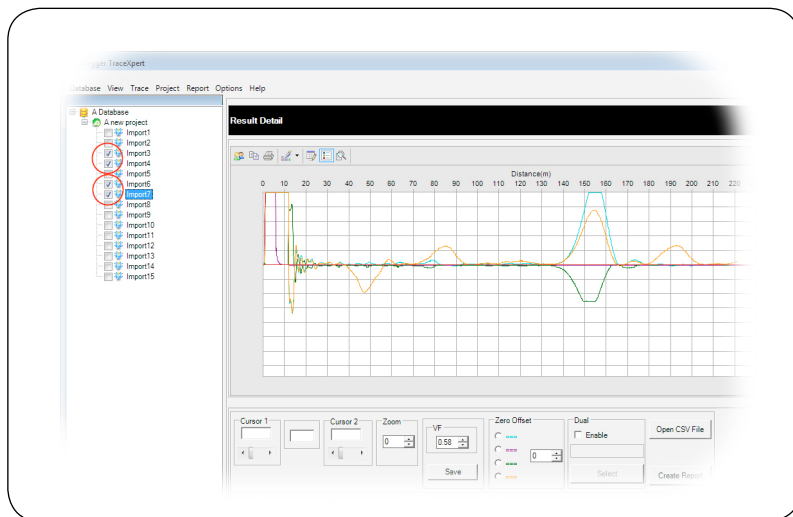 TraceXpert
Database View Trace Project Report Options Help
A Database
A new project
Import1
Import2
Import3
Import4
Import5
Import6
Import7
Import8
Import9
Import10
Import11
Import12
Import13
Import14
Import15
Result Detail
Distance(m)
0 10 20 30 40 50 60 70 80 90 100 110 120 130 140 150 160 170 180 190 200 210 220
Cursor 1
Cursor 2
Zoom
0
VF
0.58
Save
Zero Offset
0
Dual
Enable
Select
Open CSV File
Create Report